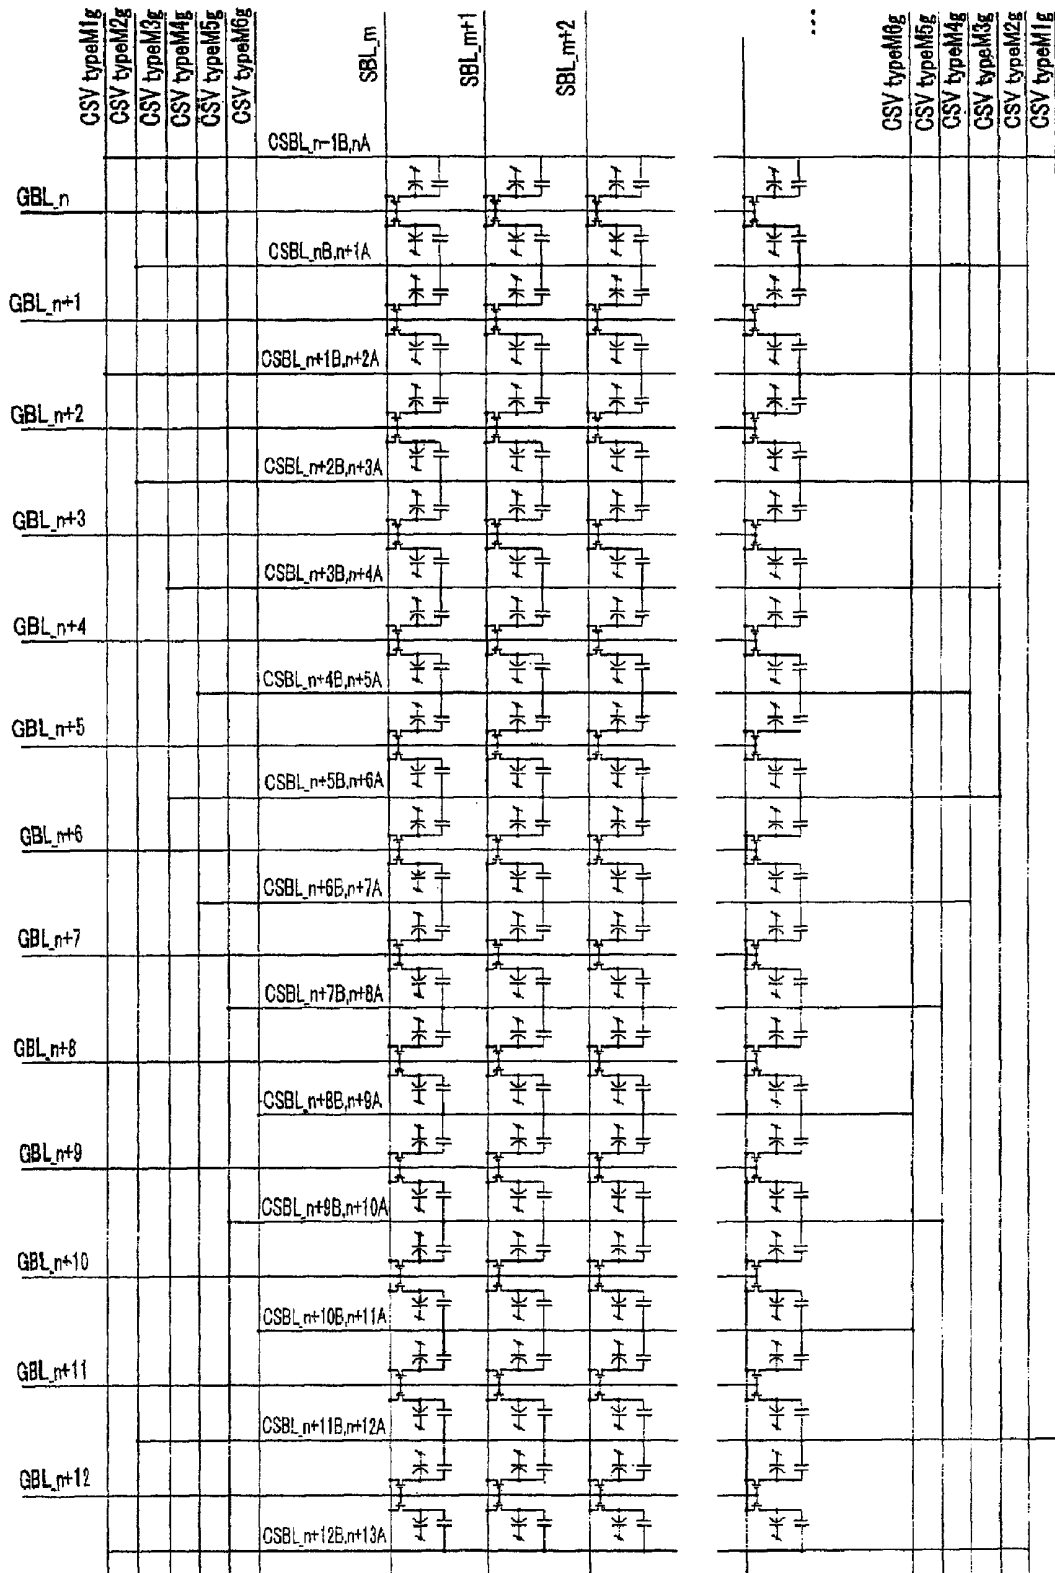 CSV typeM1g
CSV typeM2g
CSV typeM3g
CSV typeM4g
CSV typeM5g
CSV typeM6g
SBL_m
SBL_m+1
SBL_m+2
...
CSV typeM6g
CSV typeM5g
CSV typeM4g
CSV typeM3g
CSV typeM2g
CSV typeM1g
CSBL_n-1B,nA
GBL_n
CSBL_nB,n+1A
GBL_n+1
CSBL_n+1B,n+2A
GBL_n+2
CSBL_n+2B,n+3A
GBL_n+3
CSBL_n+3B,n+4A
GBL_n+4
CSBL_n+4B,n+5A
GBL_n+5
CSBL_n+5B,n+6A
GBL_n+6
CSBL_n+6B,n+7A
GBL_n+7
CSBL_n+7B,n+8A
GBL_n+8
CSBL_n+8B,n+9A
GBL_n+9
CSBL_n+9B,n+10A
GBL_n+10
CSBL_n+10B,n+11A
GBL_n+11
CSBL_n+11B,n+12A
GBL_n+12
CSBL_n+12B,n+13A